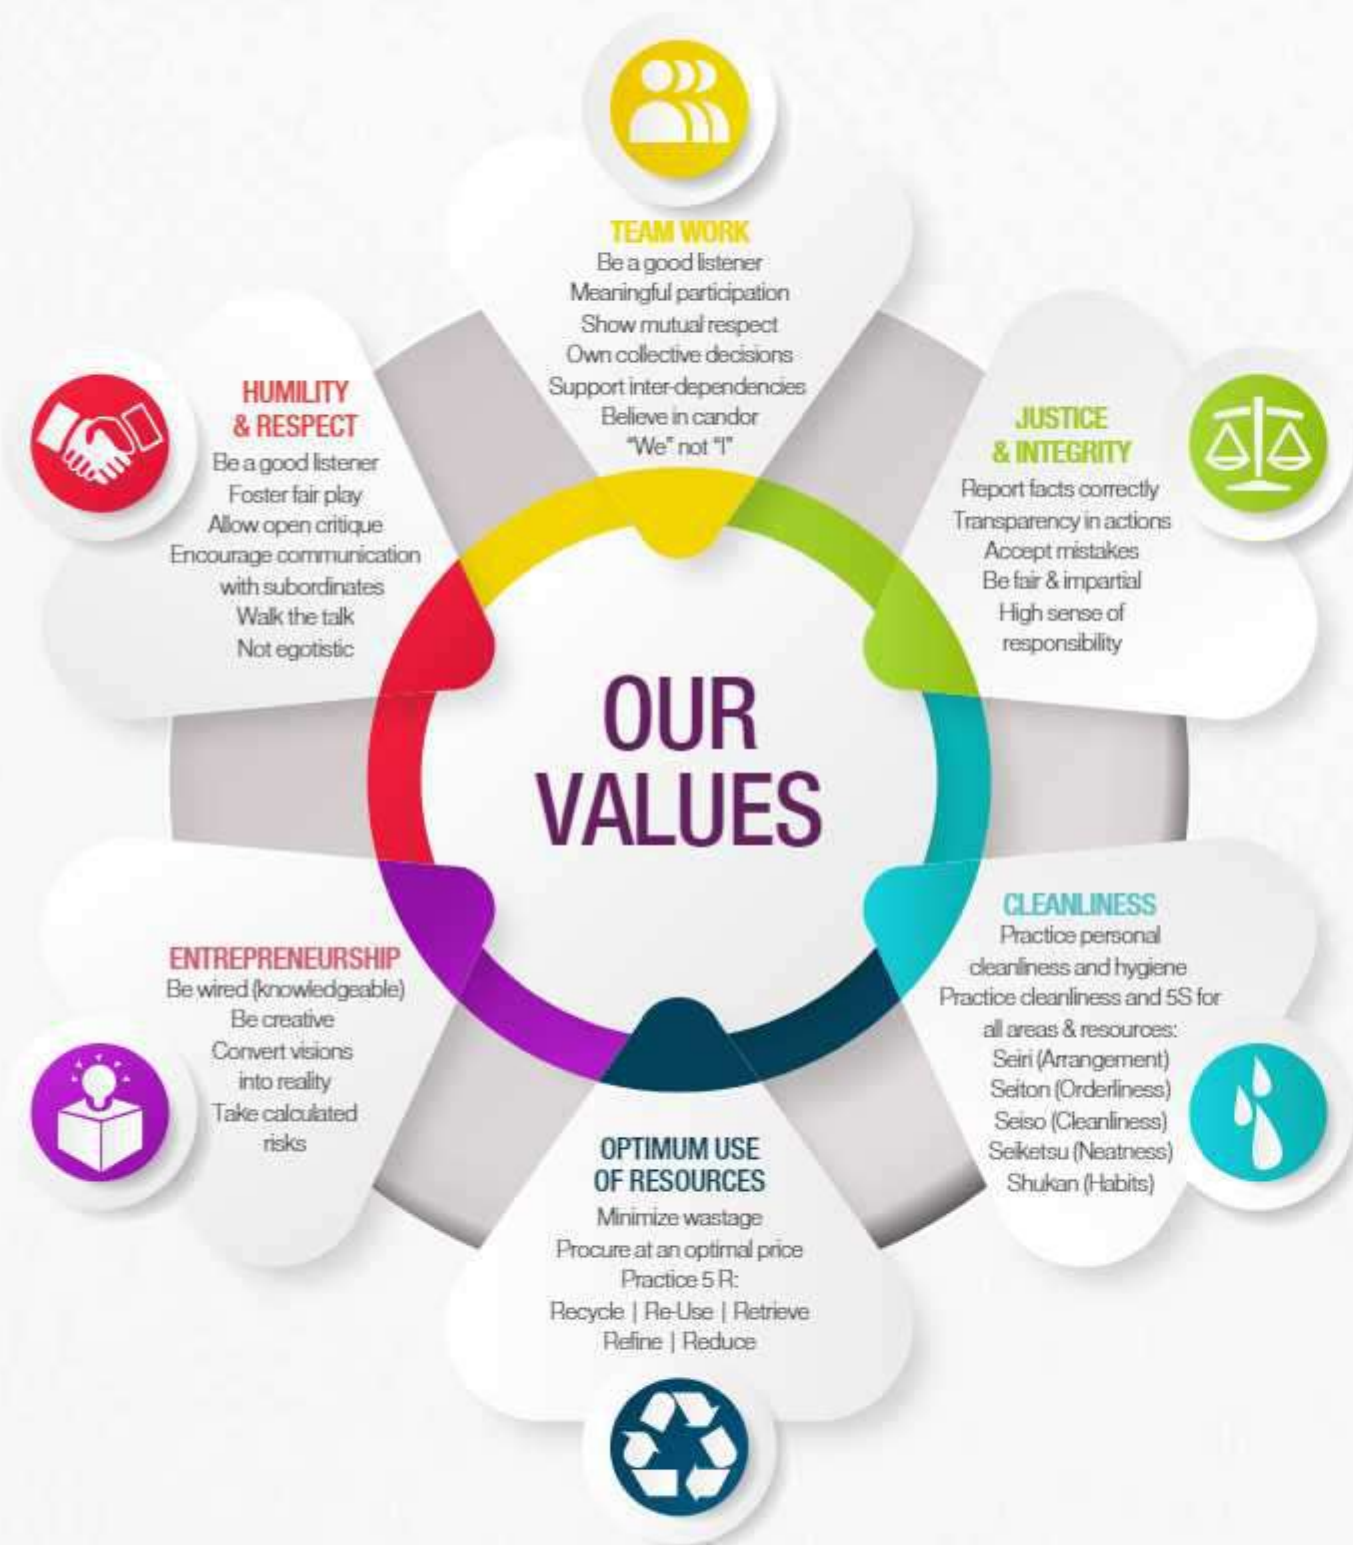 TEAM WORK
Be a good listener
Meaningful participation
Show mutual respect
Own collective decisions
Support inter-dependencies
Believe in candor
“We” not “I”
HUMILITY
& RESPECT
Be a good listener
Foster fair play
Allow open critique
Encourage communication
with subordinates
Walk the talk
Not egotistic
JUSTICE
& INTEGRITY
Report facts correctly
Transparency in actions
Accept mistakes
Be fair & impartial
High sense of
responsibility
OUR
VALUES
ENTREPRENEURSHIP
Be wired (knowledgeable)
Be creative
Convert visions
into reality
Take calculated
risks
CLEANLINESS
Practice personal
cleanliness and hygiene
Practice cleanliness and 5S for
all areas & resources:
Seiri (Arrangement)
Seiton (Orderliness)
Seiso (Cleanliness)
Seiketsu (Neatness)
Shukan (Habits)
OPTIMUM USE
OF RESOURCES
Minimize wastage
Procure at an optimal price
Practice 5 R:
Recycle | Re-Use | Retrieve
Refine | Reduce